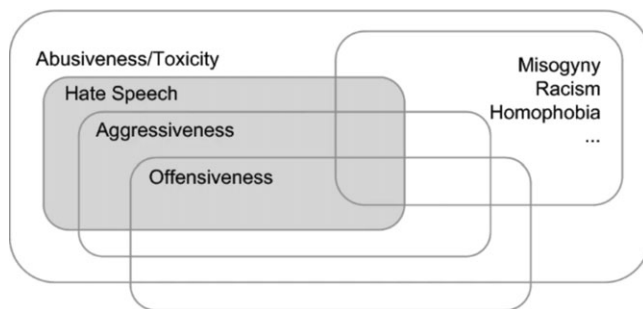 Abusiveness/Toxicity
Hate Speech
Aggressiveness
Offensiveness
Misogyny
Racism
Homophobia
...